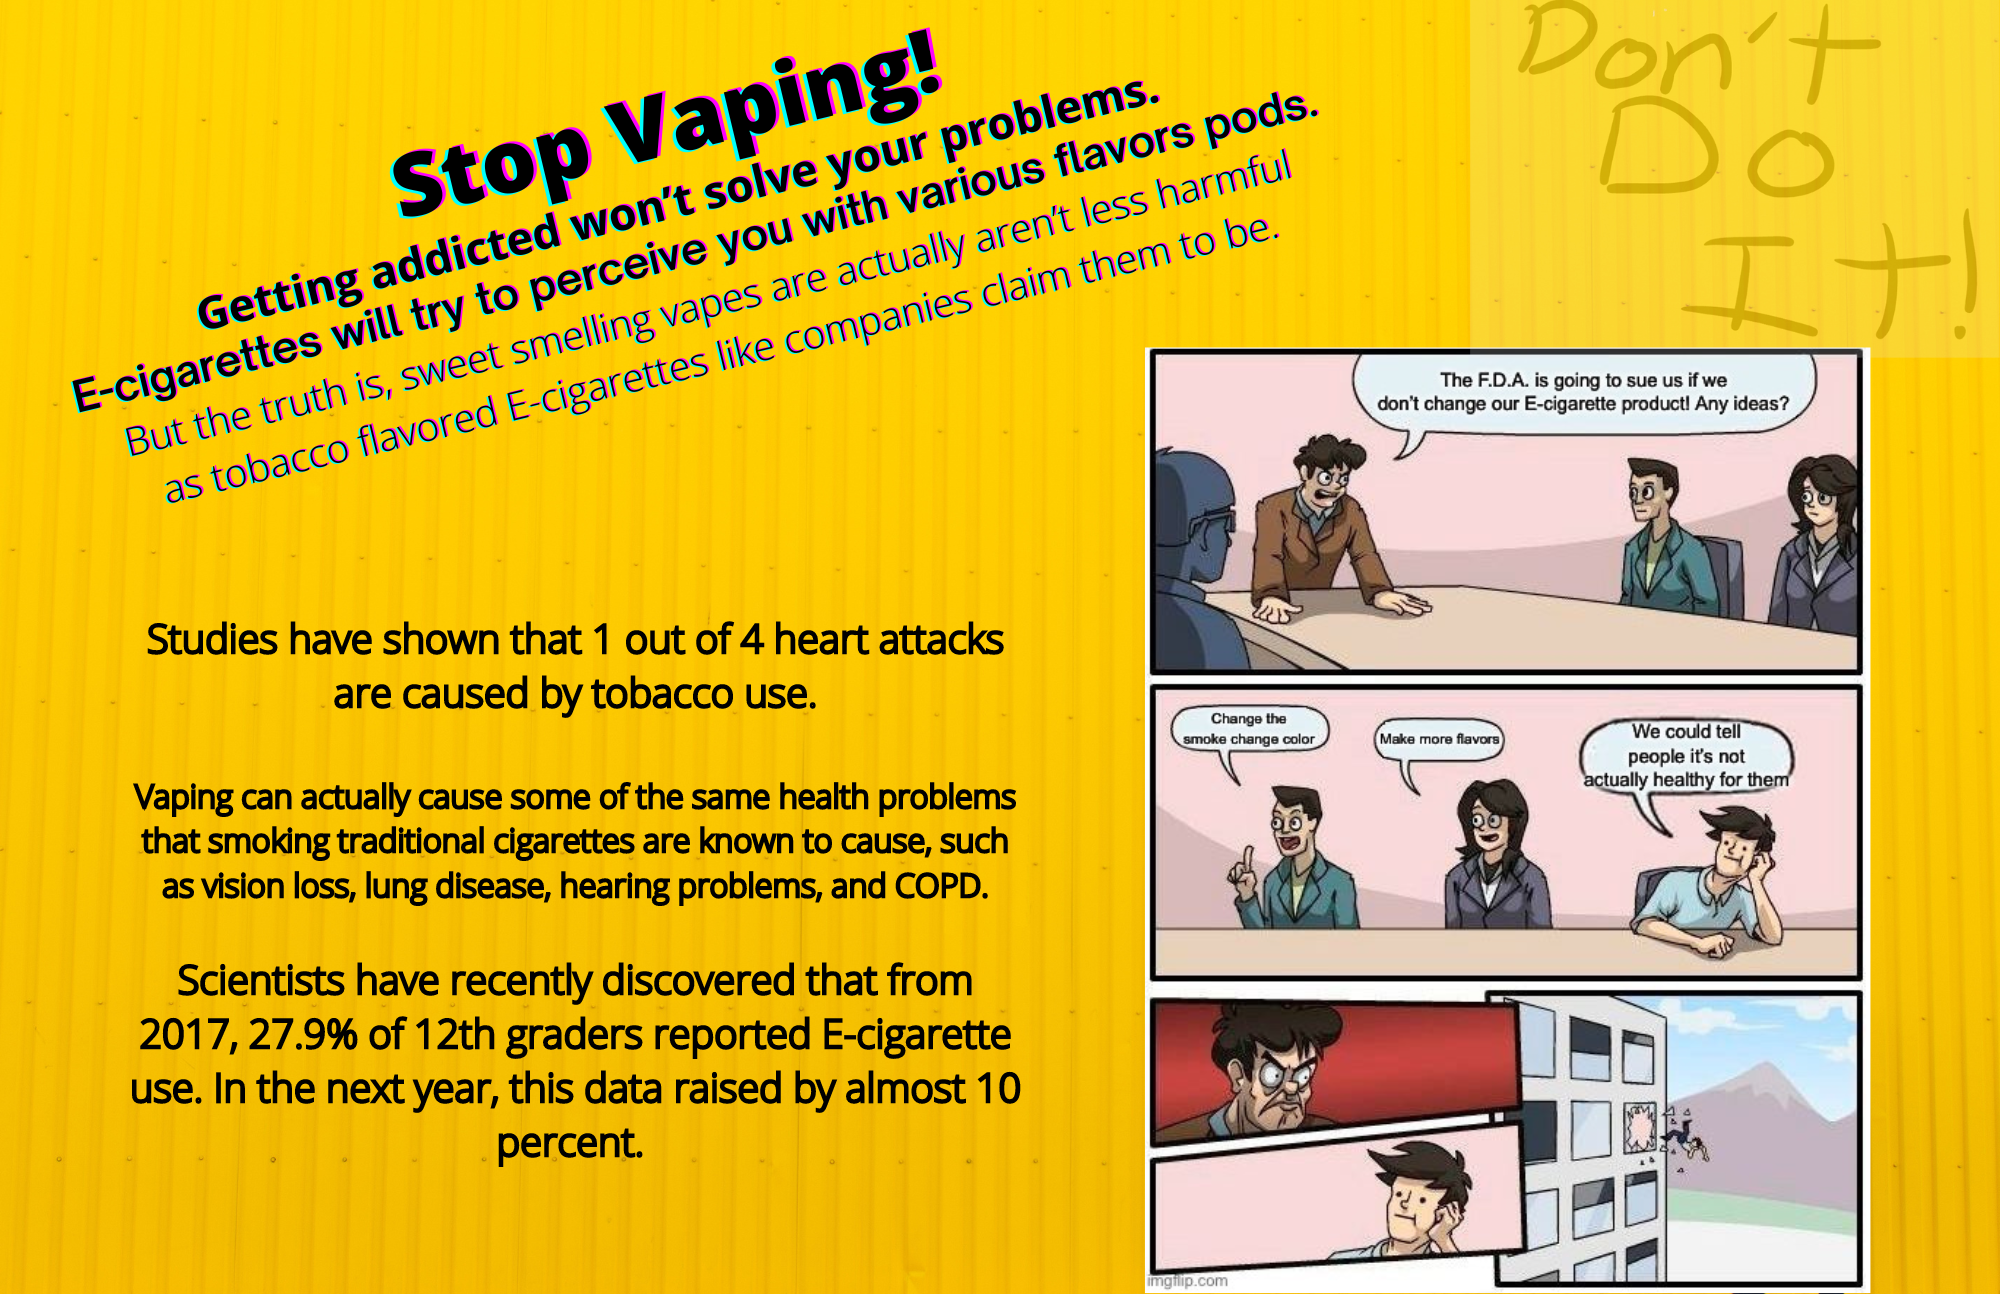 Stop Vaping!
Getting addicted won't solve your problems.
E-cigarettes will try to perceive you with various flavors pods.
But the truth is, sweet smelling vapes are actually aren't less harmful
as tobacco flavored E-cigarettes like companies claim them to be.
Don't
Do
It!
Studies have shown that 1 out of 4 heart attacks
are caused by tobacco use.
Vaping can actually cause some of the same health problems
that smoking traditional cigarettes are known to cause, such
as vision loss, lung disease, hearing problems, and COPD.
Scientists have recently discovered that from
2017, 27.9% of 12th graders reported E-cigarette
use. In the next year, this data raised by almost 10
percent.
The F.D.A. is going to sue us if we
don't change our E-cigarette product! Any ideas?
Change the
smoke change color
Make more flavors
We could tell
people it's not
actually healthy for them
imgflip.com